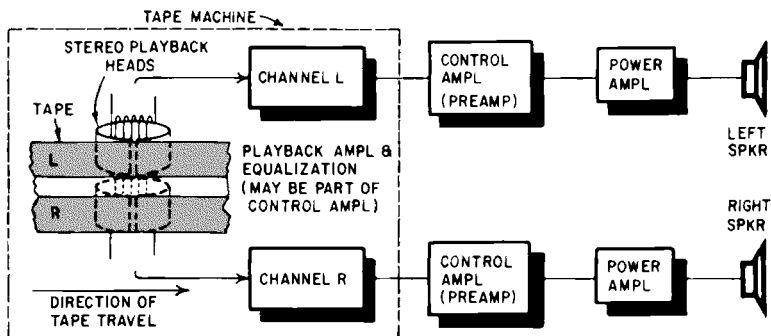 TAPE MACHINE
STEREO PLAYBACK
HEADS
TAPE
L
R
CHANNEL L
CONTROL
AMPL
(PREAMP)
POWER
AMPL
LEFT
SPKR
PLAYBACK AMPL &
EQUALIZATION
(MAY BE PART OF
CONTROL AMPL)
CHANNEL R
CONTROL
AMPL
(PREAMP)
POWER
AMPL
RIGHT
SPKR
DIRECTION OF
TAPE TRAVEL